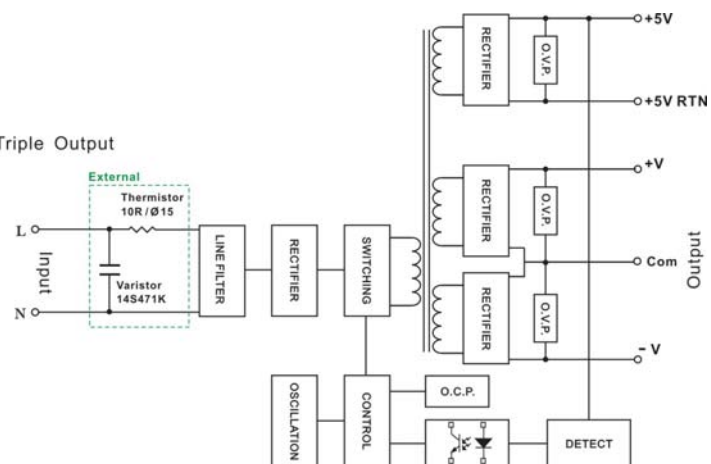 Triple Output
External
Thermistor
10R / Ø 15
Varistor
14S471K
L
N
Input
LINE FILTER
RECTIFIER
SWITCHING
RECTIFIER
O.V.P.
+5V
+5V RTN
RECTIFIER
O.V.P.
+V
Com
RECTIFIER
O.V.P.
- V
Output
OSCILLATION
CONTROL
O.C.P.
DETECT